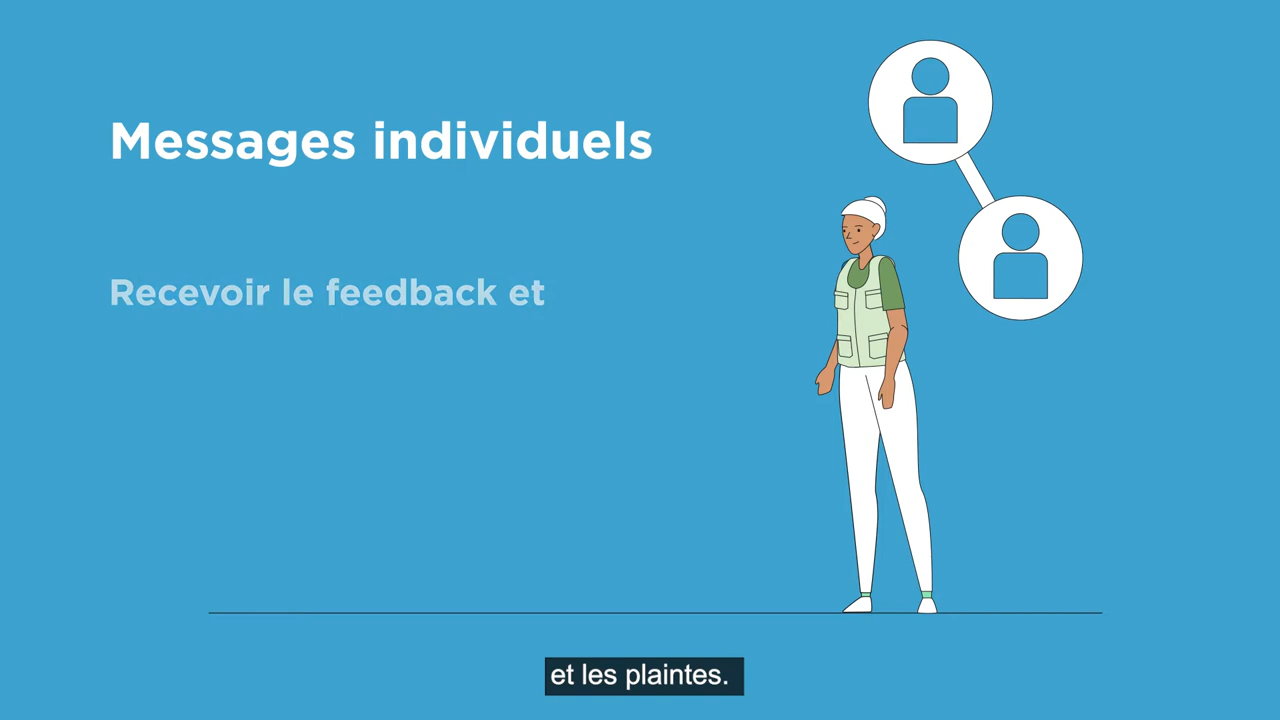 Messages individuels
Recevoir le feedback et
et les plaintes.